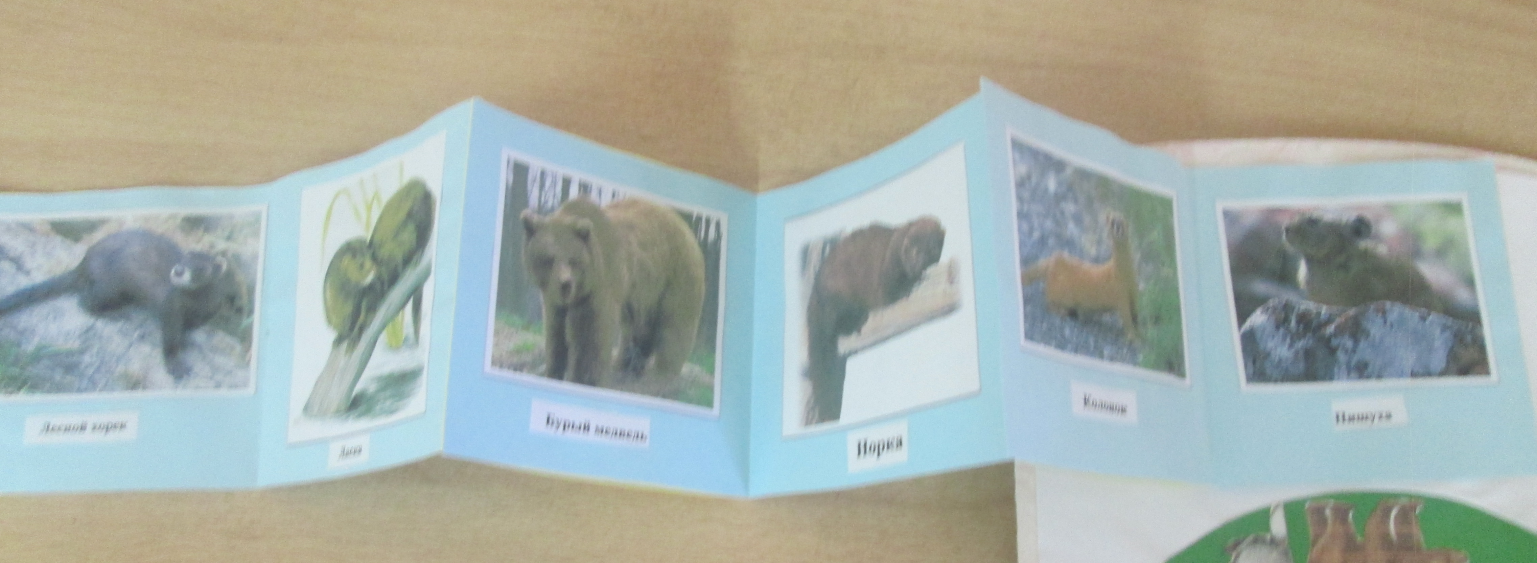 Лесной хорек
Бурый медведь
Норка
Колонок
Пищуха